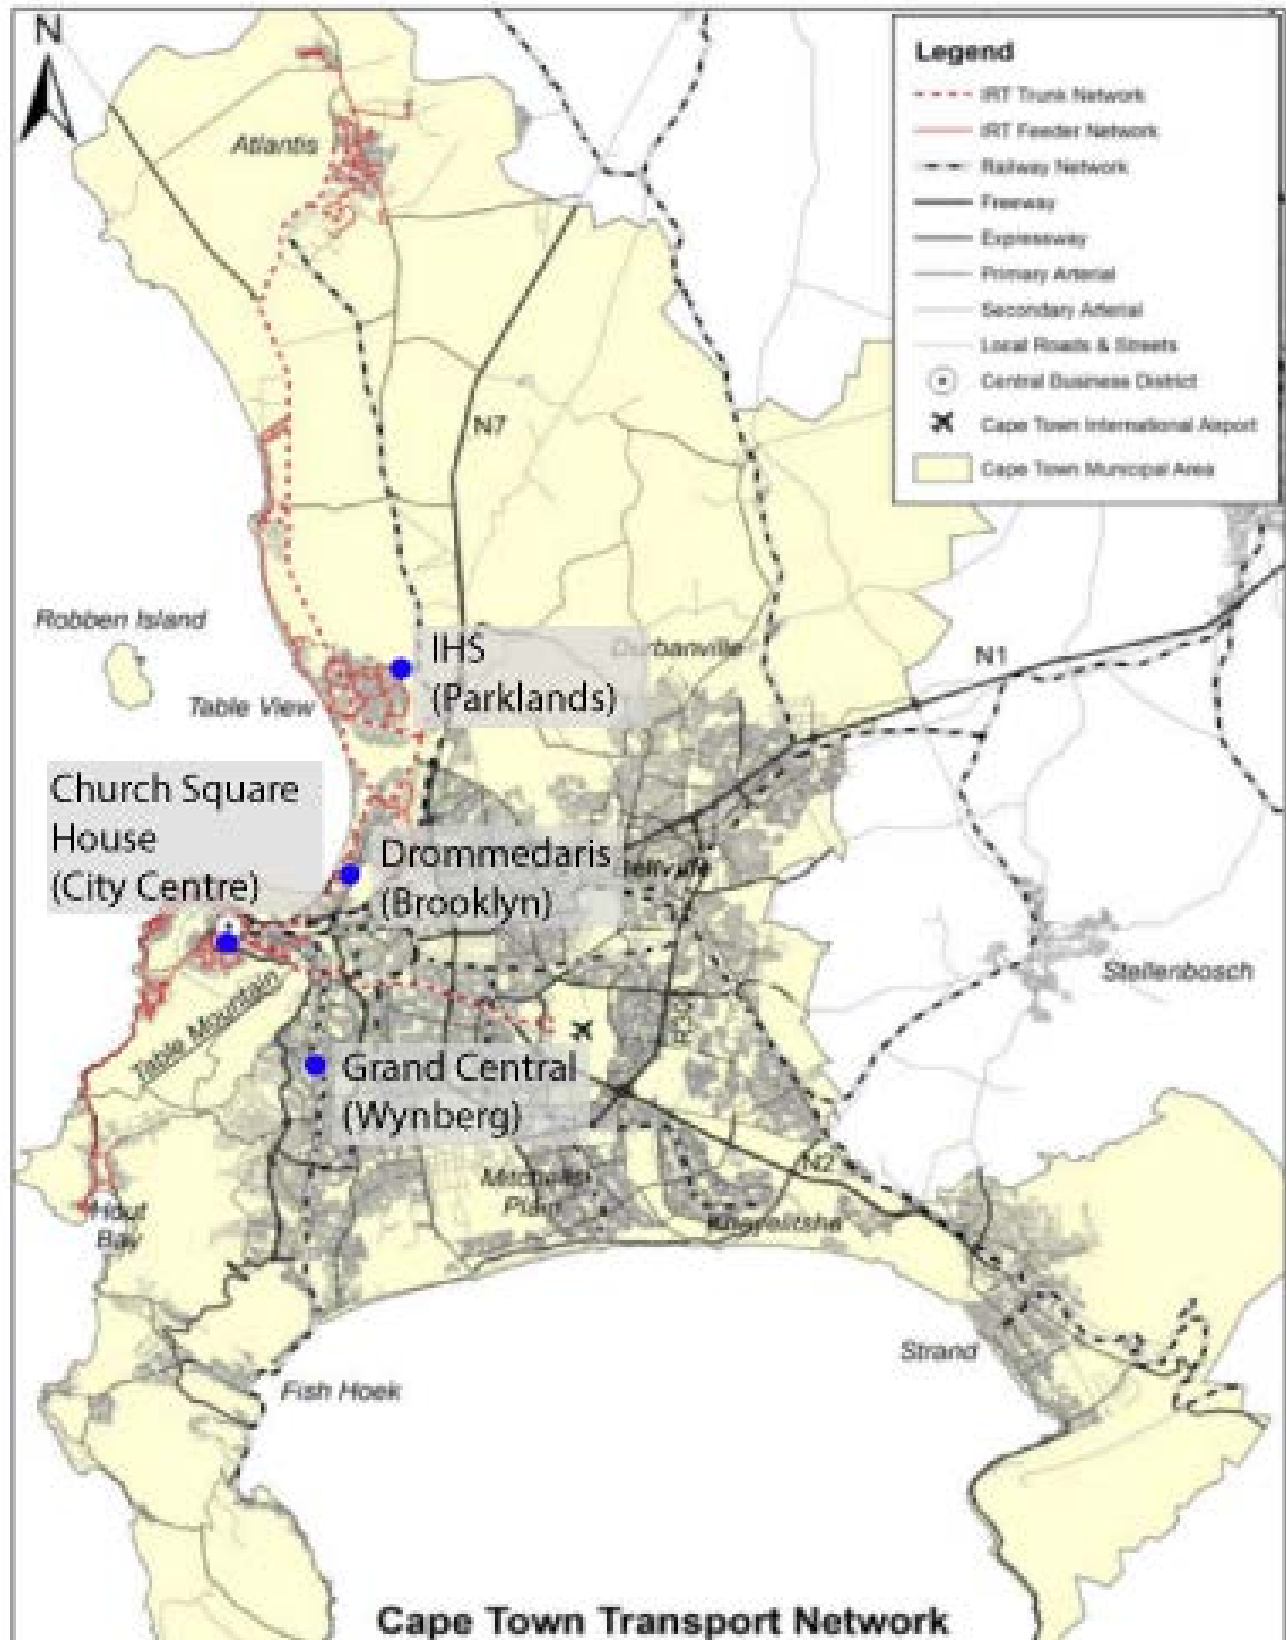 N
Legend
IRT Trunk Network
IRT Feeder Network
Railway Network
Freeway
Expressway
Primary Arterial
Secondary Arterial
Local Roads & Streets
Central Business District
Cape Town International Airport
Cape Town Municipal Area
Atlantis
N7
Robben Island
IHS
(Parklands)
Durbanville
N1
Table View
Church Square
House
(City Centre)
Drommedaris
(Brooklyn)
Stellenbosch
Table Mountain
Grand Central
(Wynberg)
N2
Mitchells
Plain
Khayelitsha
Hout
Bay
Strand
Fish Hoek
Cape Town Transport Network